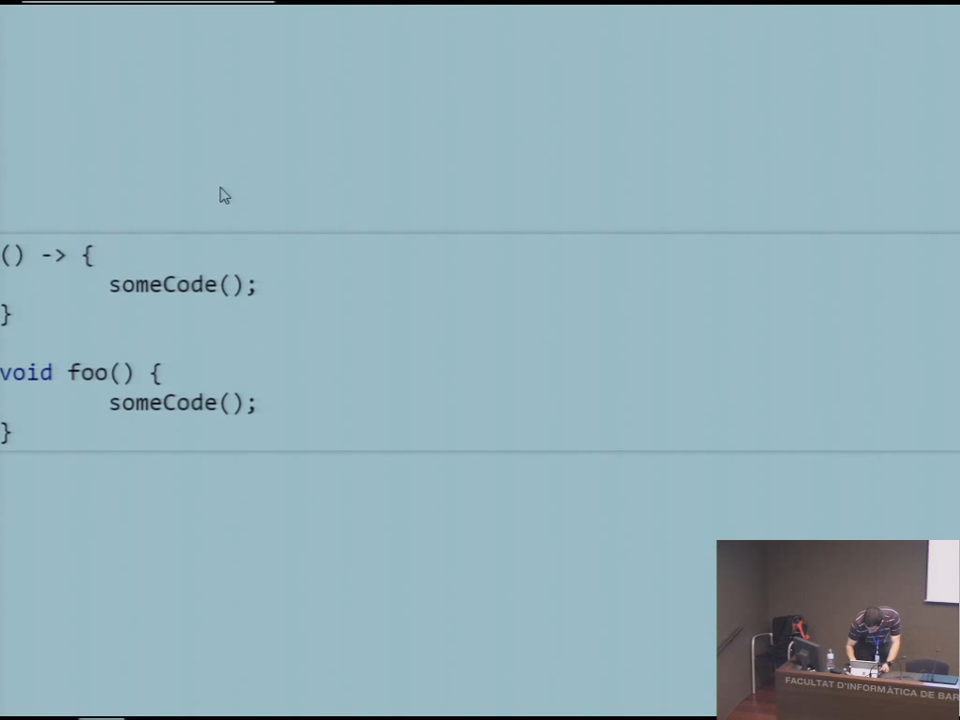 () -> {
        someCode();
}
void foo() {
        someCode();
}
FACULTAT D'INFORMÀTICA DE BAR